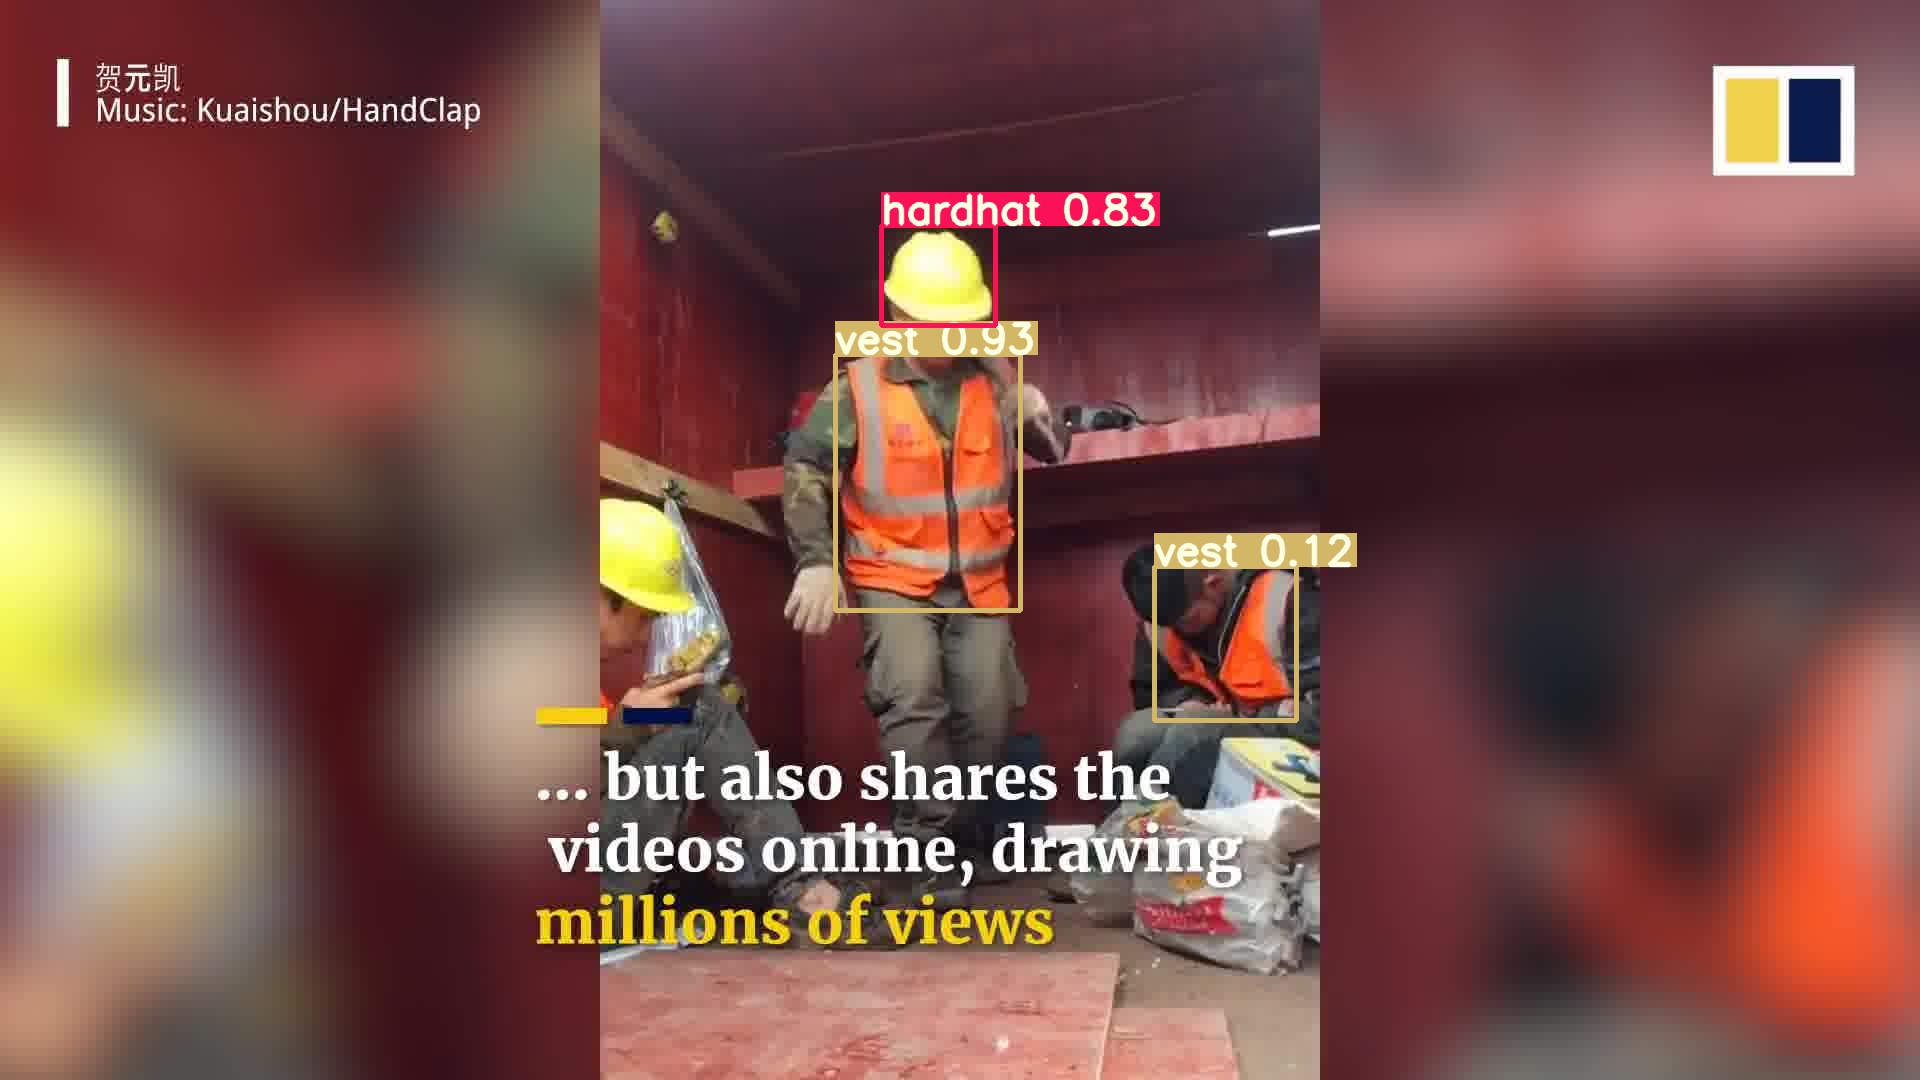 贺元凯
Music: Kuaishou/HandClap
hardhat 0.83
vest 0.93
vest 0.12
... but also shares the
videos online, drawing
millions of views